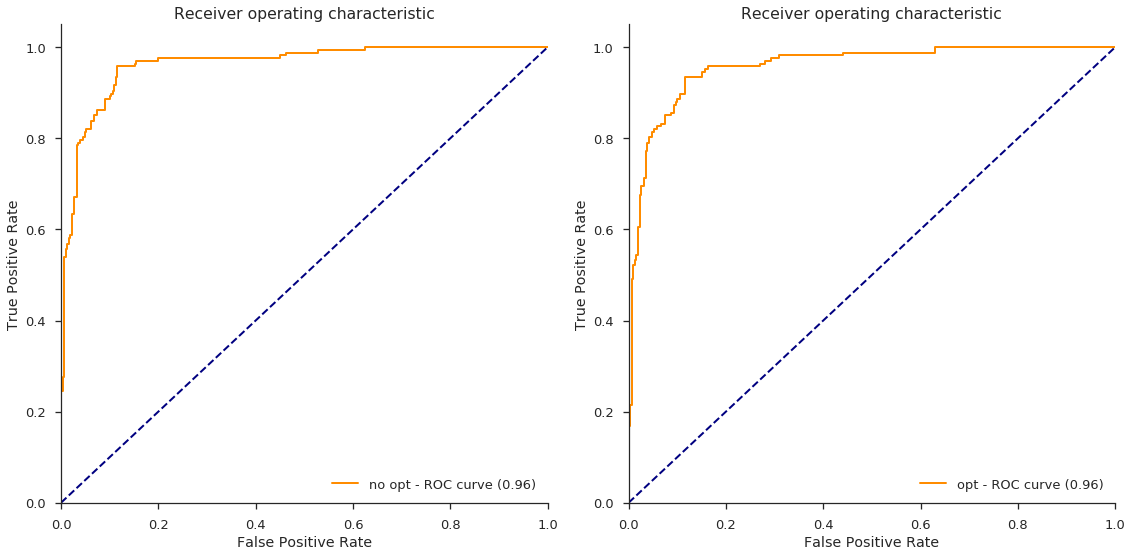 Receiver operating characteristic
1.0
0.8
0.6
0.4
0.2
0.0
True Positive Rate
no opt - ROC curve (0.96)
0.0 0.2 0.4 0.6 0.8 1.0
False Positive Rate
Receiver operating characteristic
1.0
0.8
0.6
0.4
0.2
0.0
True Positive Rate
opt - ROC curve (0.96)
0.0 0.2 0.4 0.6 0.8 1.0
False Positive Rate